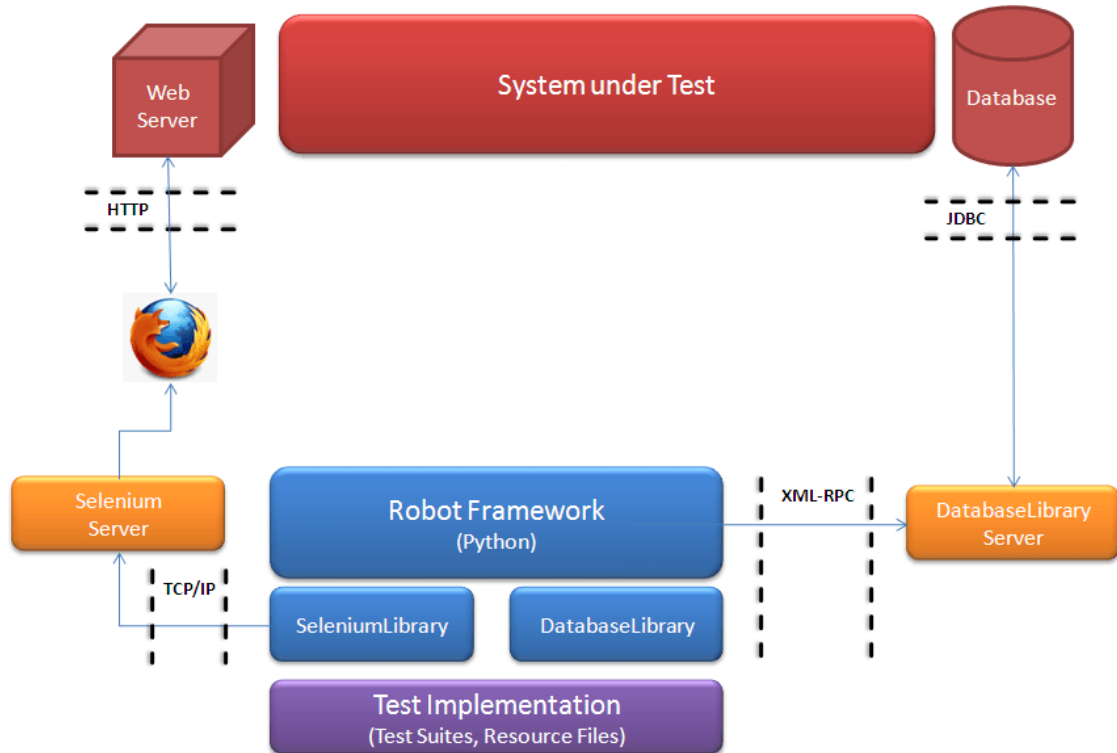 Web
Server
System under Test
Database
HTTP
JDBC
Selenium
Server
Robot Framework
(Python)
XML-RPC
DatabaseLibrary
Server
TCP/IP
SeleniumLibrary
DatabaseLibrary
Test Implementation
(Test Suites, Resource Files)